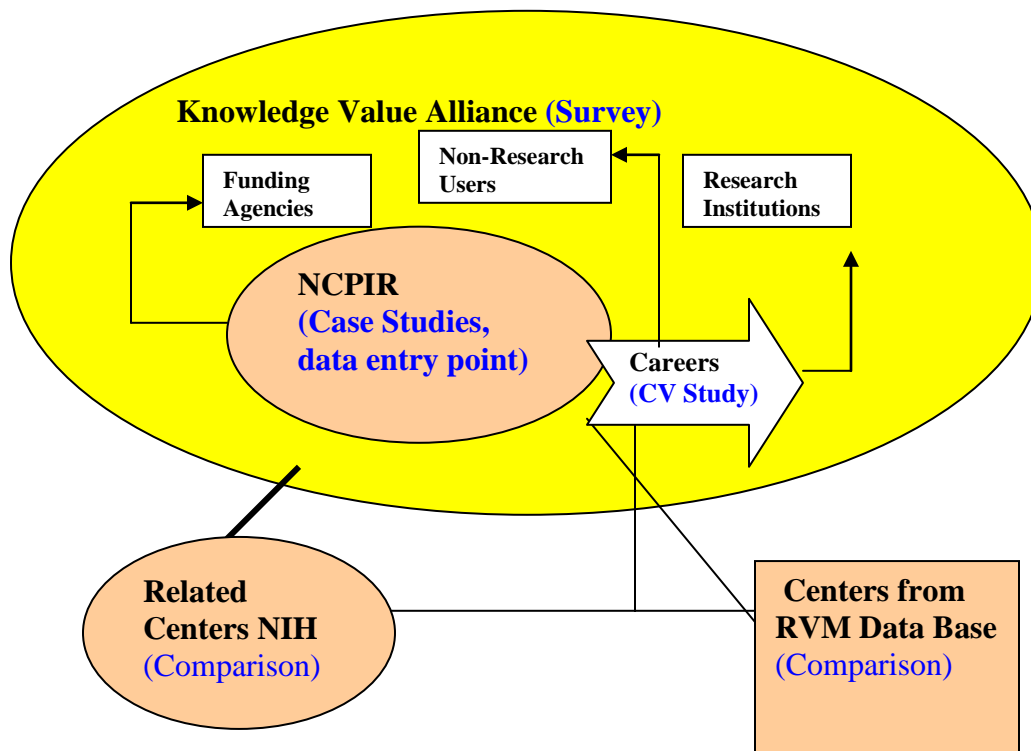 Knowledge Value Alliance (Survey)
Funding
Agencies
Non-Research
Users
Research
Institutions
NCPIR
(Case Studies,
data entry point)
Careers
(CV Study)
Related
Centers NIH
(Comparison)
Centers from
RVM Data Base
(Comparison)